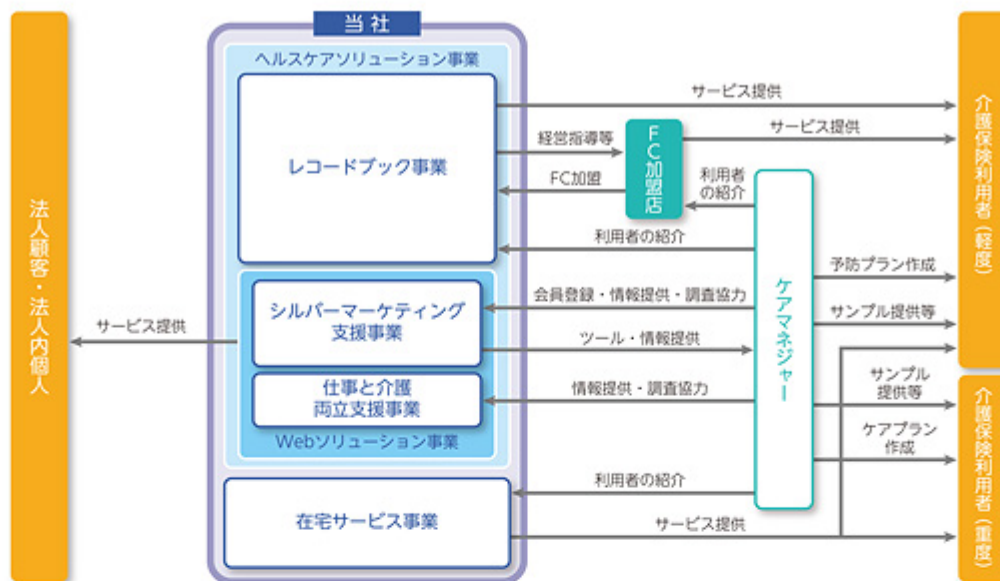 当社
ヘルスケアソリューション事業
レコードブック事業
シルバーマーケティング
支援事業
仕事と介護
両立支援事業
Webソリューション事業
在宅サービス事業
法人顧客・法人内個人
サービス提供
サービス提供
経営指導等
FC加盟
FC加盟店
サービス提供
利用者
の紹介
利用者の紹介
会員登録・情報提供・調査協力
ツール・情報提供
情報提供・調査協力
利用者の紹介
サービス提供
ケアマネジャー
予防プラン作成
サンプル提供等
サンプル
提供等
ケアプラン
作成
介護保険利用者(軽度)
介護保険利用者(重度)